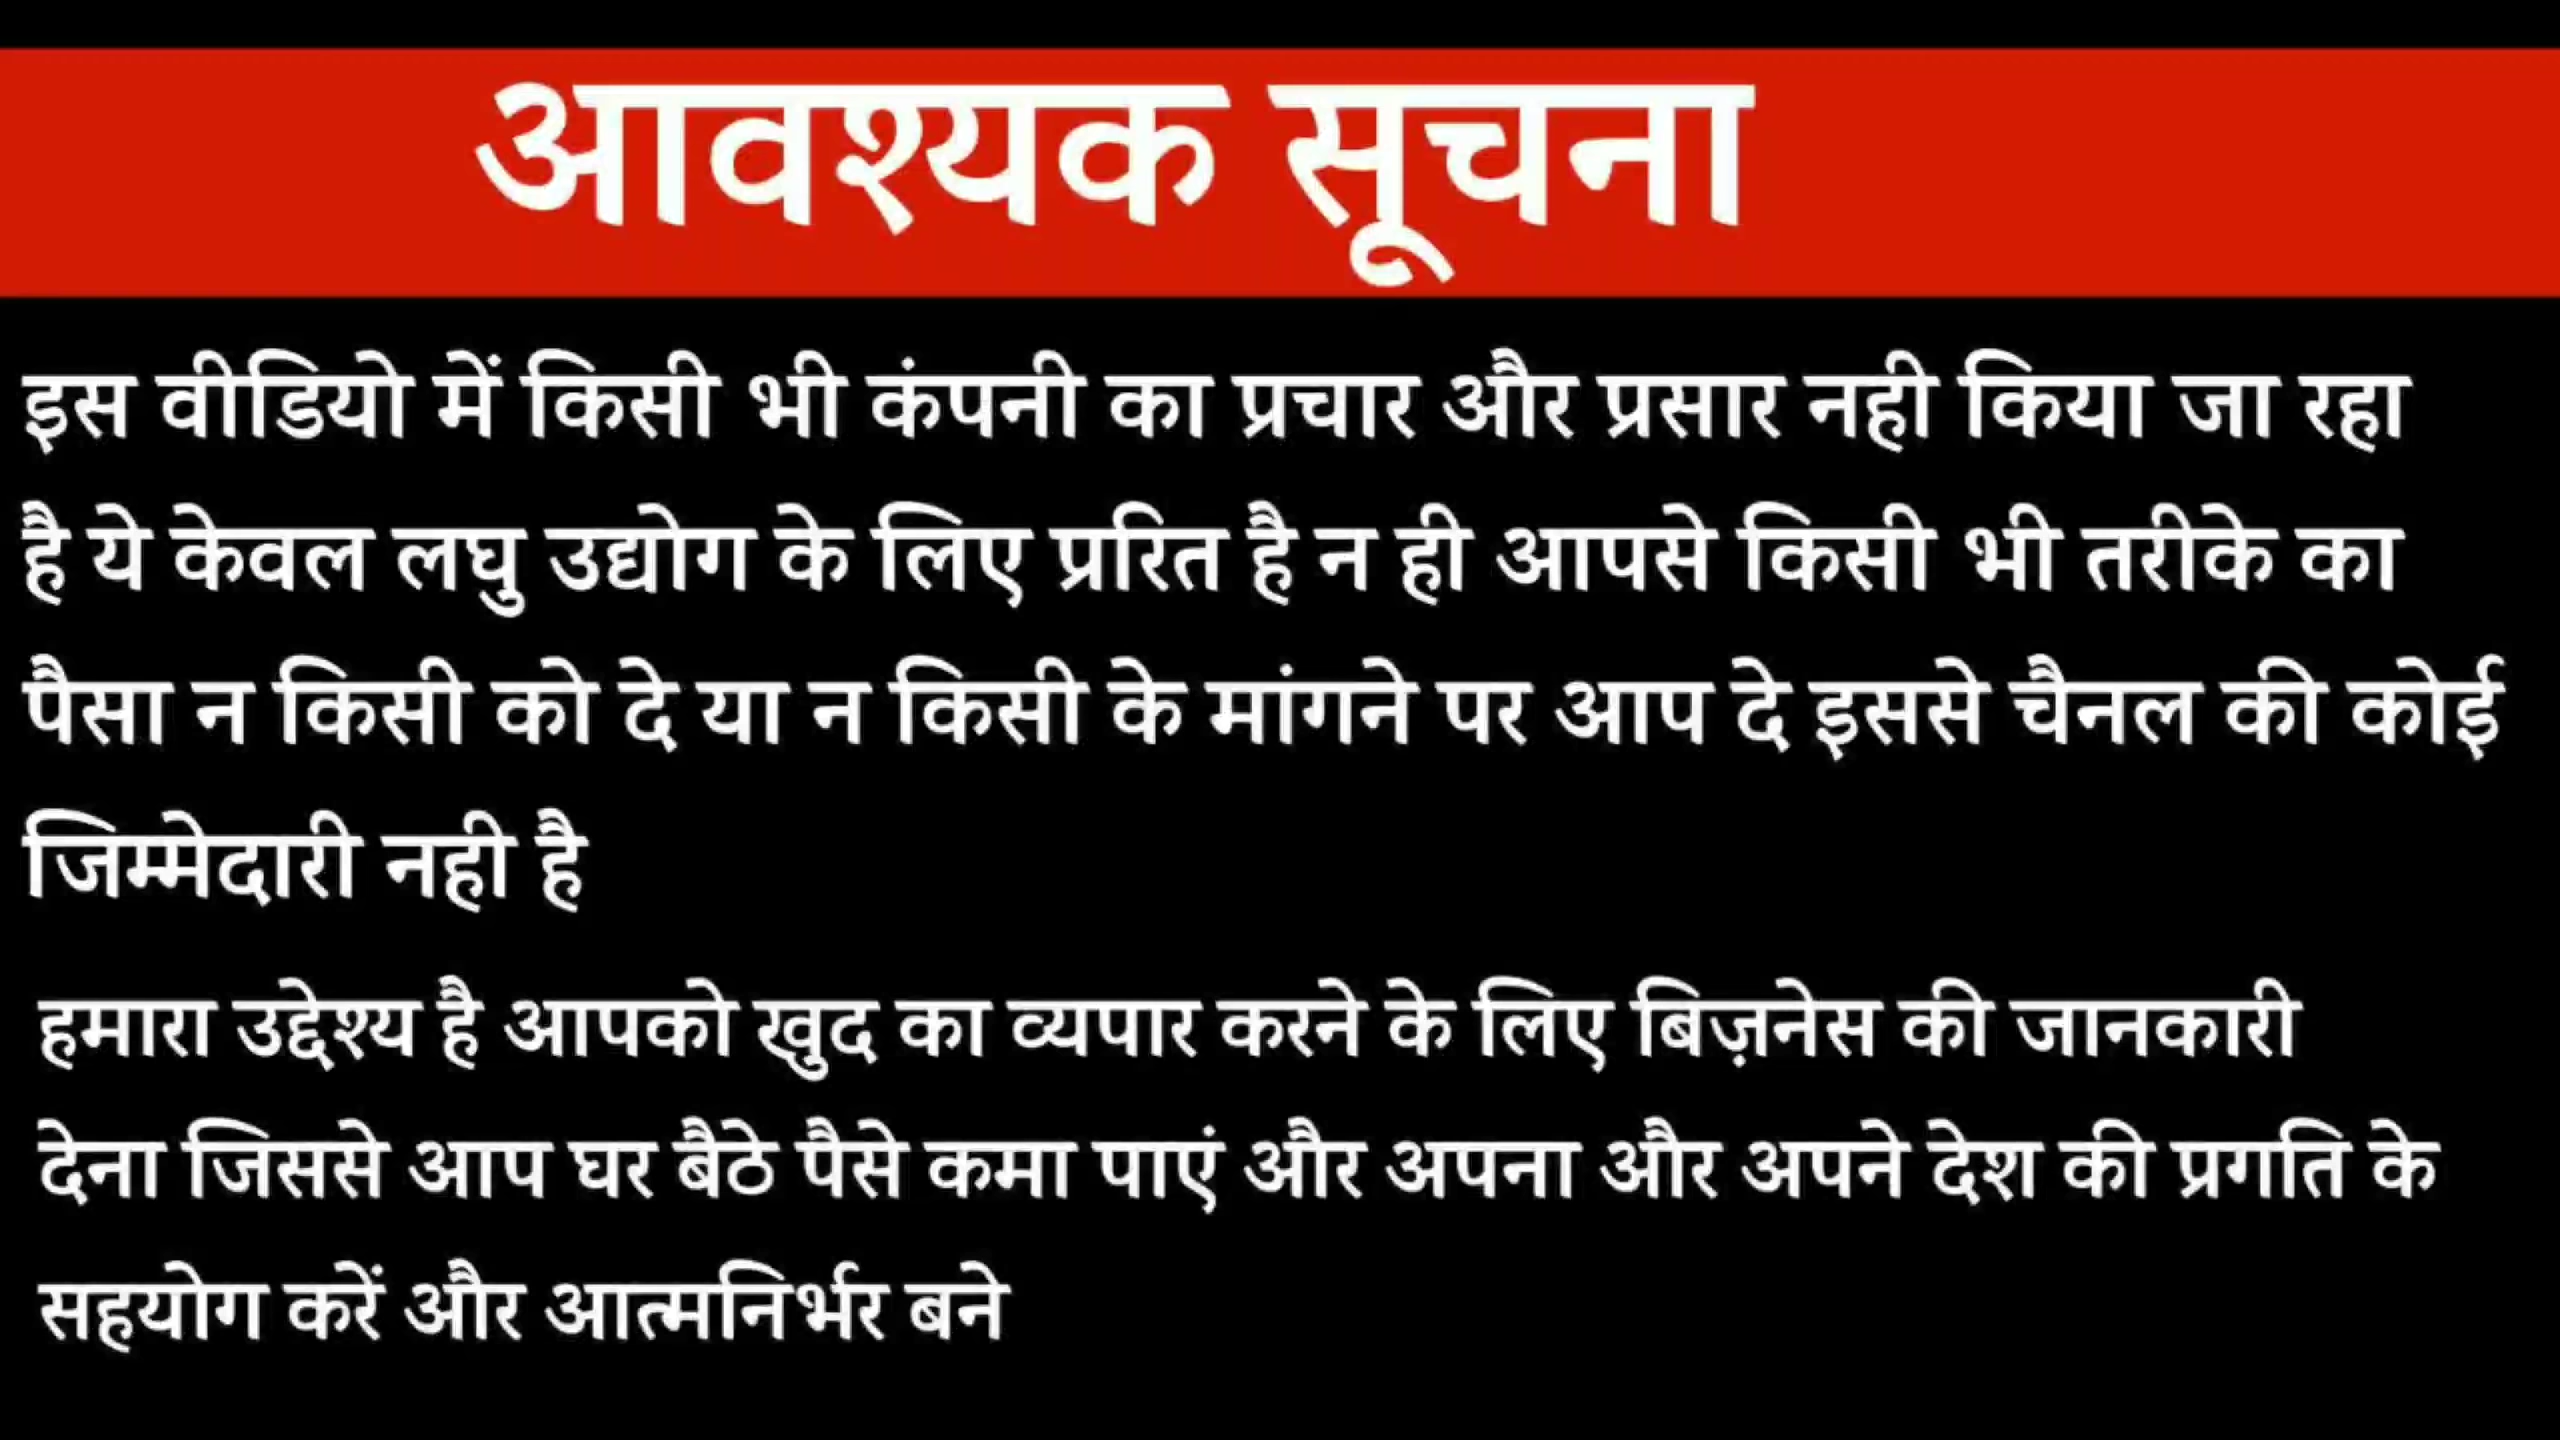 आवश्यक सूचना
इस वीडियो में किसी भी कंपनी का प्रचार और प्रसार नही किया जा रहा
है ये केवल लघु उद्योग के लिए प्ररित है न ही आपसे किसी भी तरीके का
पैसा न किसी को दे या न किसी के मांगने पर आप दे इससे चैनल की कोई
जिम्मेदारी नही है
हमारा उद्देश्य है आपको खुद का व्यपार करने के लिए बिज़नेस की जानकारी
देना जिससे आप घर बैठे पैसे कमा पाएं और अपना और अपने देश की प्रगति के
सहयोग करें और आत्मनिर्भर बने